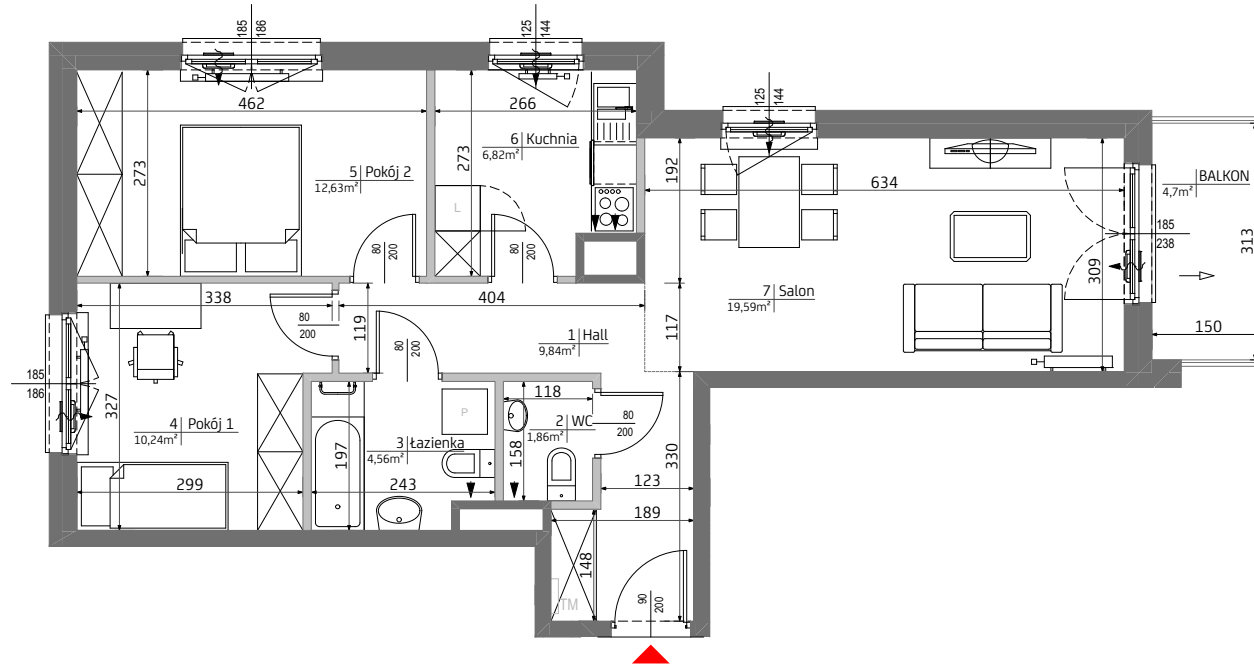 185
186
125
144
462
266
273
273
6 Kuchnia
6,82m²
5 Pokój 2
12,63m²
L
80
200
80
200
125
144
192
634
BALKON
4,7m²
185
238
313
309
150
7 Salon
19,59m²
338
404
80
200
119
117
1 Hall
9,84m²
80
200
185
186
327
4 Pokój 1
10,24m²
P
118
2 WC
1,86m²
80
200
3 Łazienka
4,56m²
197
158
330
299
243
123
189
148
TM
90
200